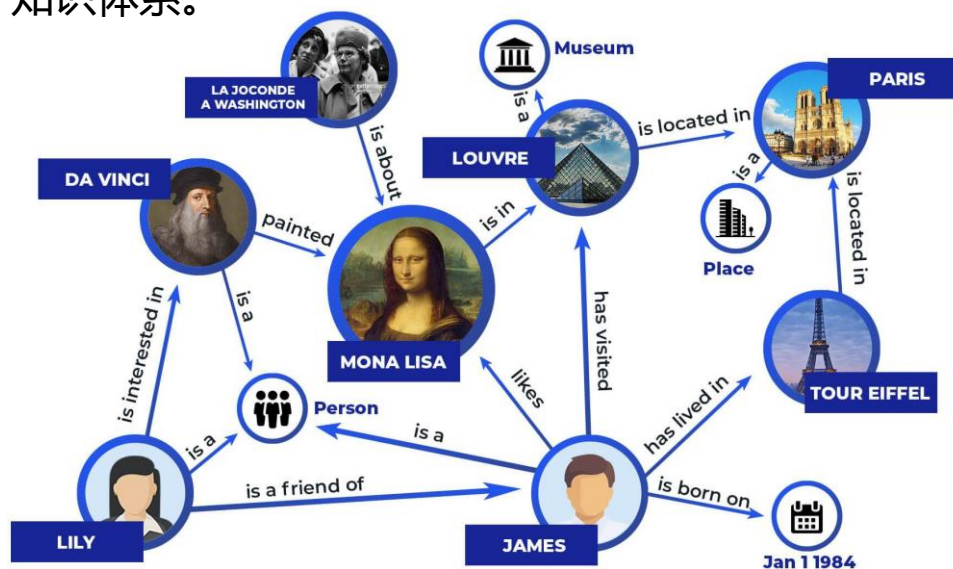 知识体系。
Museum
LA JOCONDE
A WASHINGTON
PARIS
is a
is located in
is about
LOUVRE
DA VINCI
is a
is located in
painted
is in
Place
is a
has visited
MONA LISA
is interested in
likes
has lived in
TOUR EIFFEL
Person
is a
is a
is a friend of
is born on
LILY
JAMES
Jan 1 1984